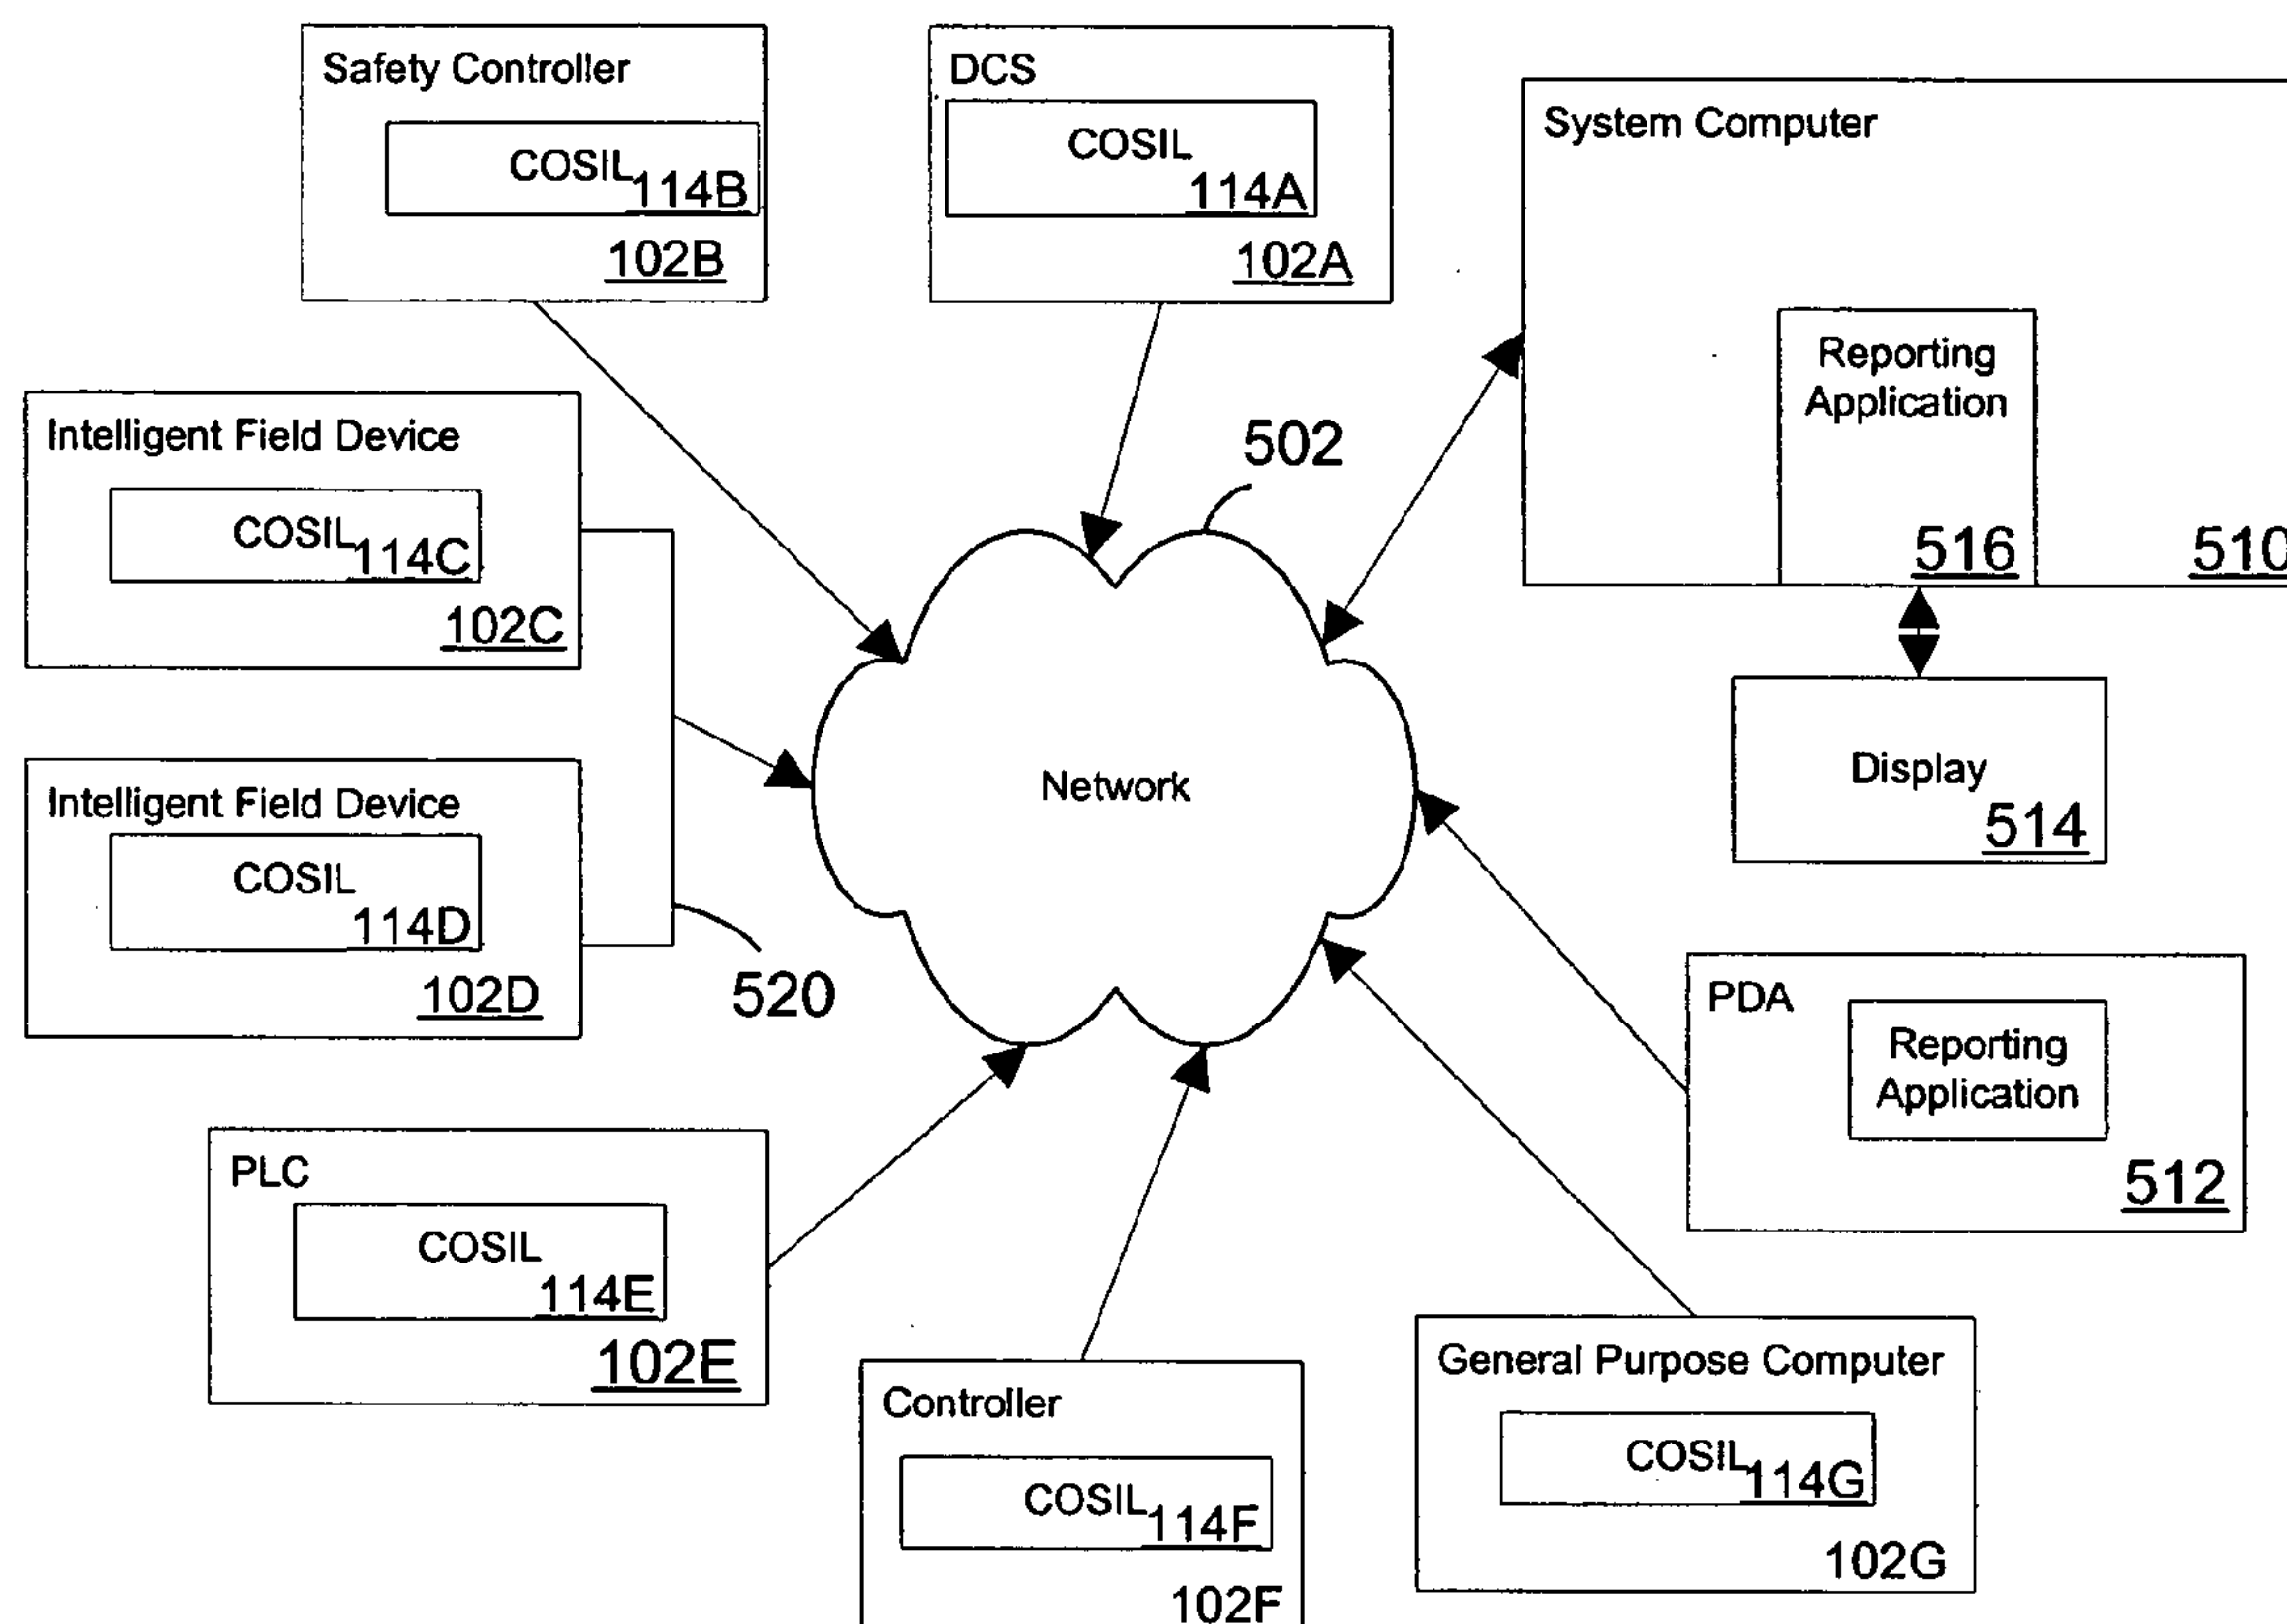 Safety Controller
COSIL
114B
102B
DCS
COSIL
114A
102A
System Computer
Reporting
Application
516
510
Intelligent Field Device
COSIL
114C
102C
502
Network
Display
514
Intelligent Field Device
COSIL
114D
102D
520
PDA
Reporting
Application
512
PLC
COSIL
114E
102E
Controller
COSIL
114F
102F
General Purpose Computer
COSIL
114G
102G